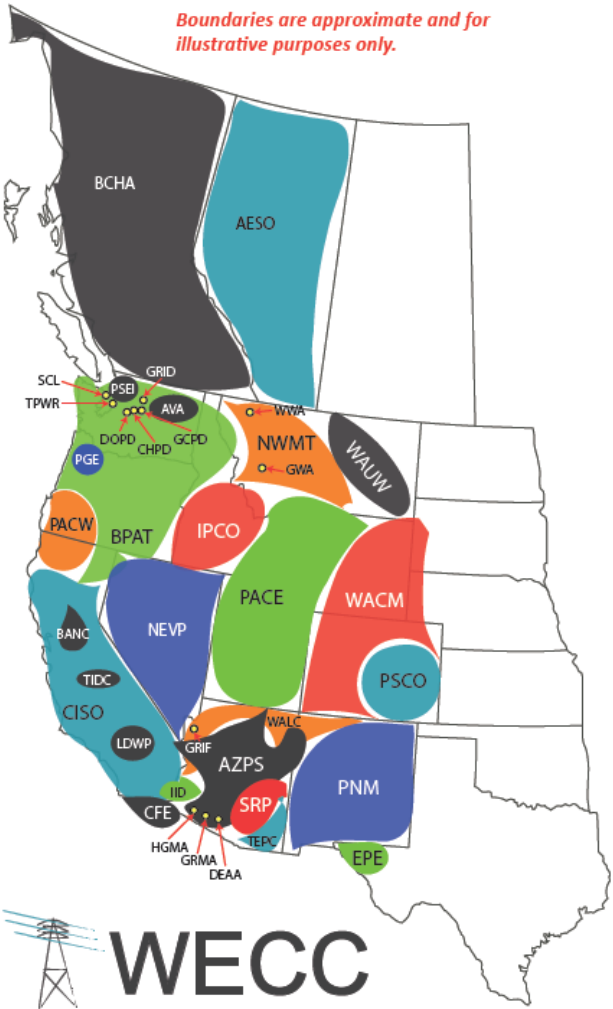 Boundaries are approximate and for
illustrative purposes only.
BCHA
AESO
GRID
SCL
PSEI
TPWR
AVA
WWA
DOPD
GCPD
CHPD
NWMT
WAUW
PGE
GWA
PACW
BPAT
IPCO
PACE
WACM
BANC
NEVP
TIDC
PSCO
CISO
WALC
LDWP
GRIF
AZPS
PNM
IID
SRP
CFE
TEPC
HGMA
GRMA
DEAA
EPE
WECC